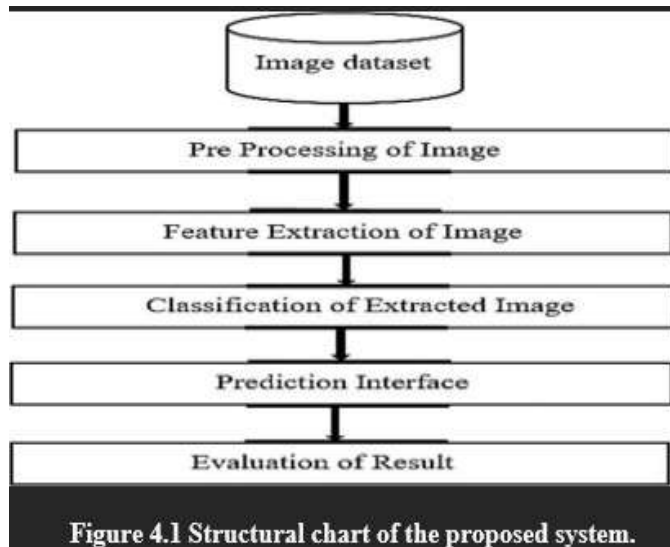 Image dataset
Pre Processing of Image
Feature Extraction of Image
Classification of Extracted Image
Prediction Interface
Evaluation of Result
Figure 4.1 Structural chart of the proposed system.